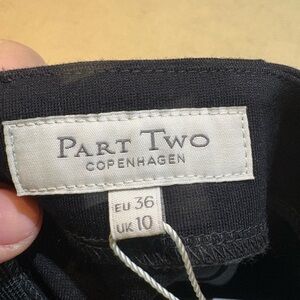 PART TWO
COPENHAGEN
EU 36
UK 10